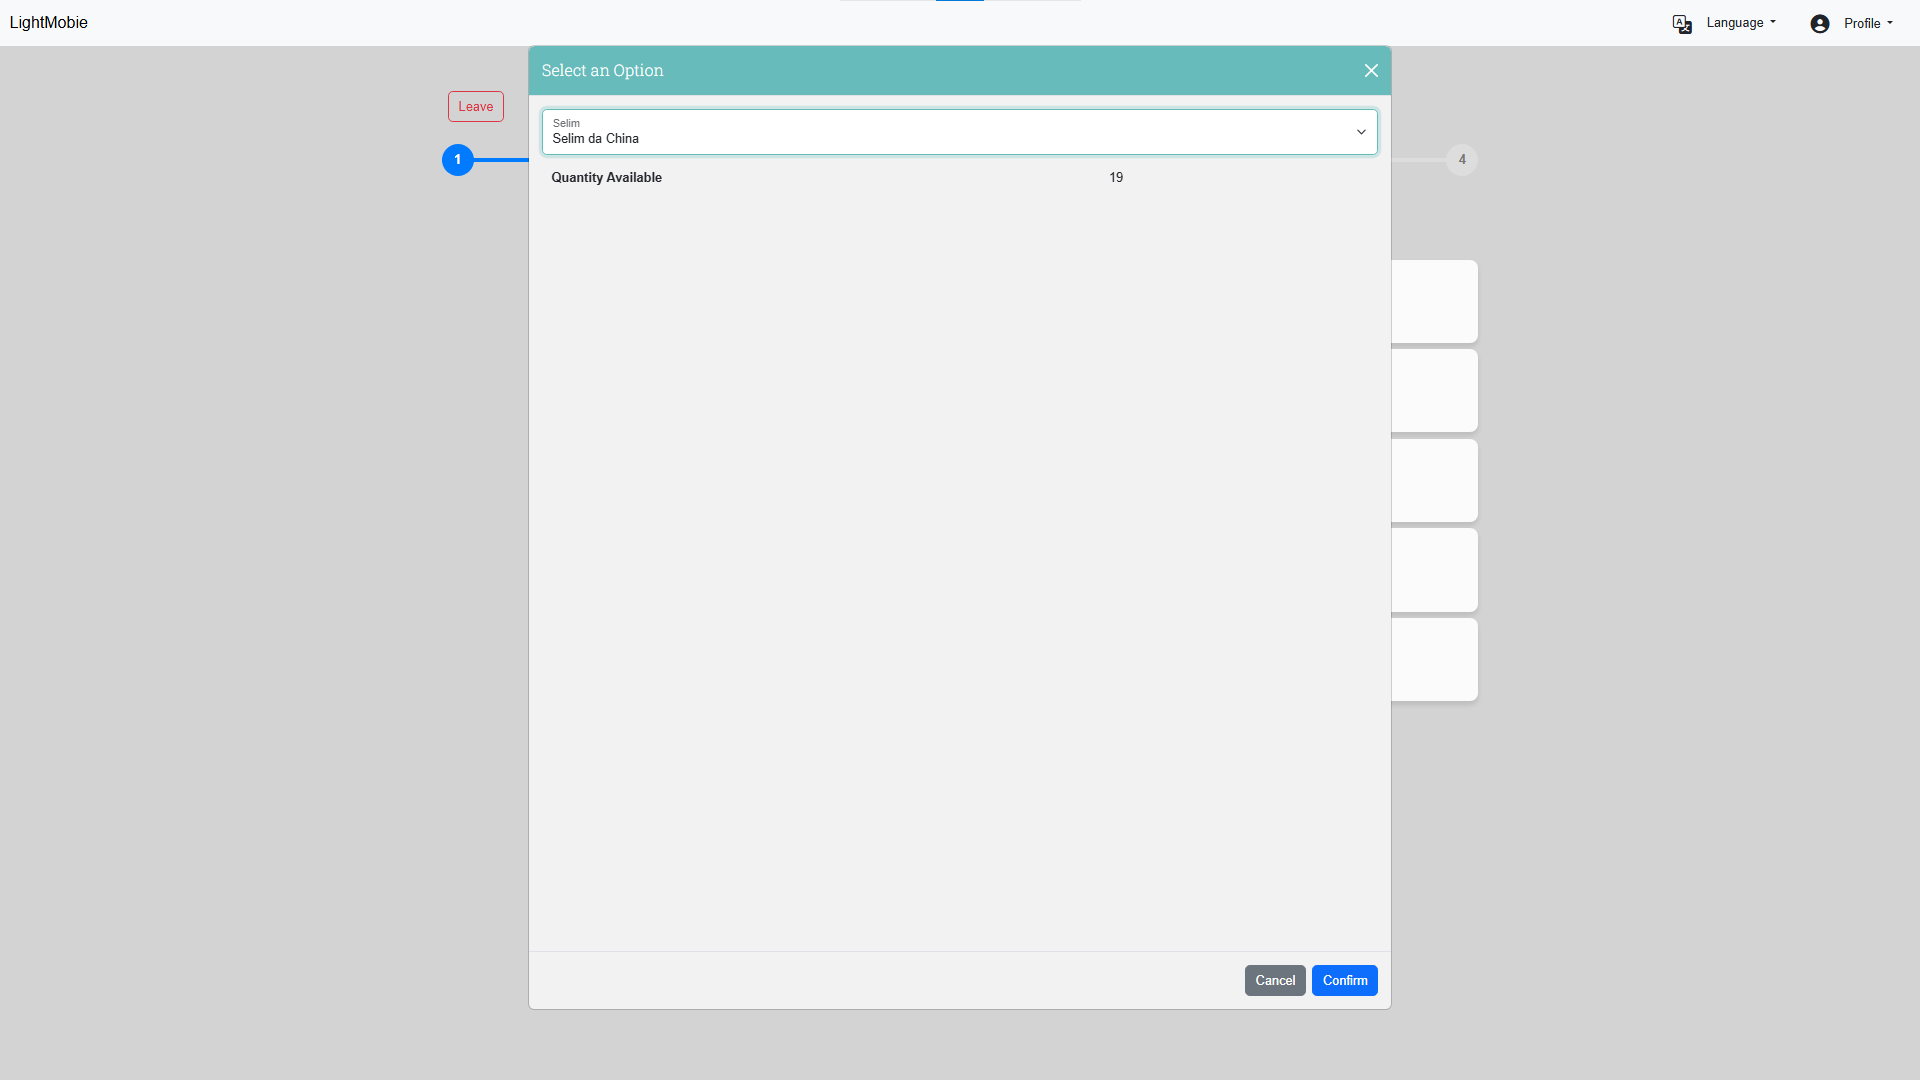 LightMobie
Language
Profile
Select an Option
Leave
Selim
Selim da China
1
4
Quantity Available 19
Cancel
Confirm